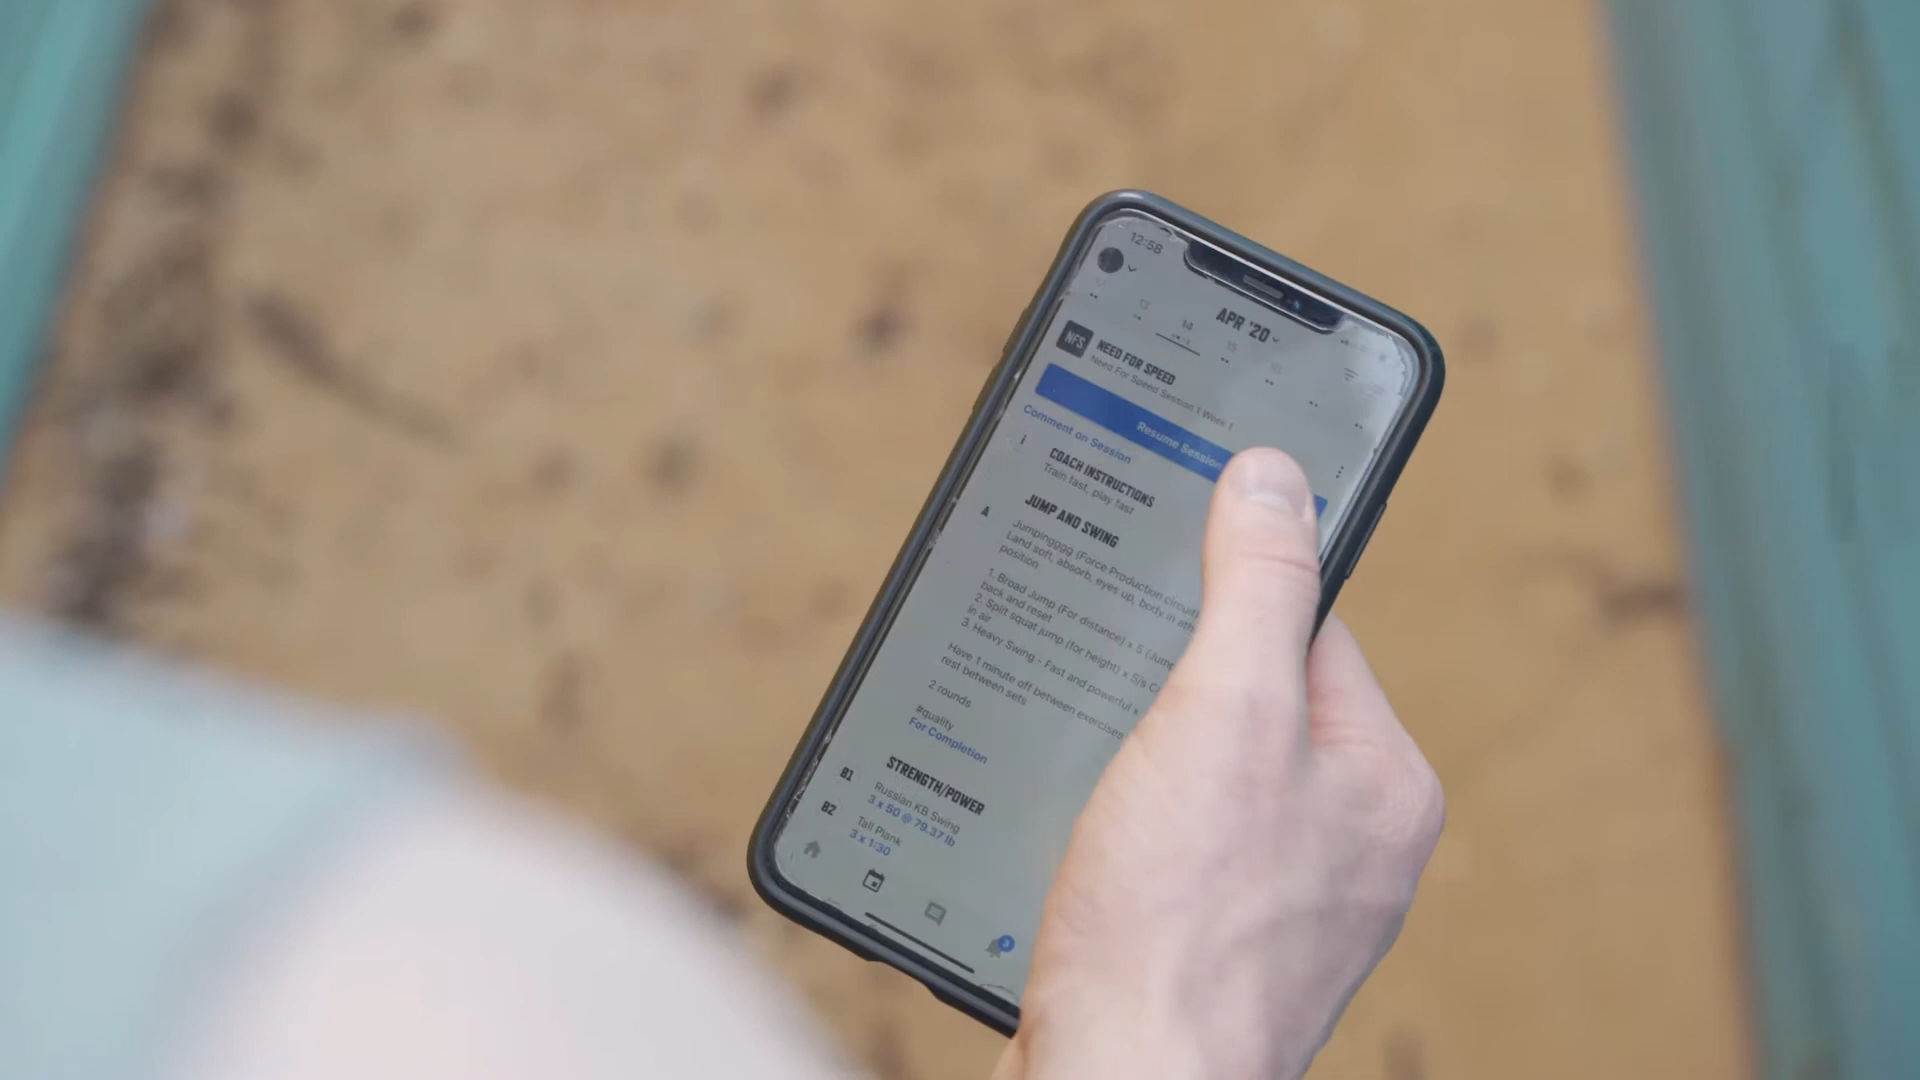 12:58
APR '20
13
14
15
NFS
NEED FOR SPEED
Need For Speed Session 1 Week 1
Resume Session
Comment on Session
i
COACH INSTRUCTIONS
Train fast, play fast
A
JUMP AND SWING
Jumpingggg (Force Production circuit)
Land soft, absorb, eyes up, body in ath
position
1. Broad Jump (For distance) x 5 (Jump
back and reset
2. Split squat jump (for height) x 5/s
in air
3. Heavy Swing - Fast and powerful x
Have 1 minute off between exercises
rest between sets
2 rounds
#quality
For Completion
STRENGTH/POWER
B1
Russian KB Swing
3 x 50 @ 79.37 lb
B2
Tall Plank
3 x 1:30
3